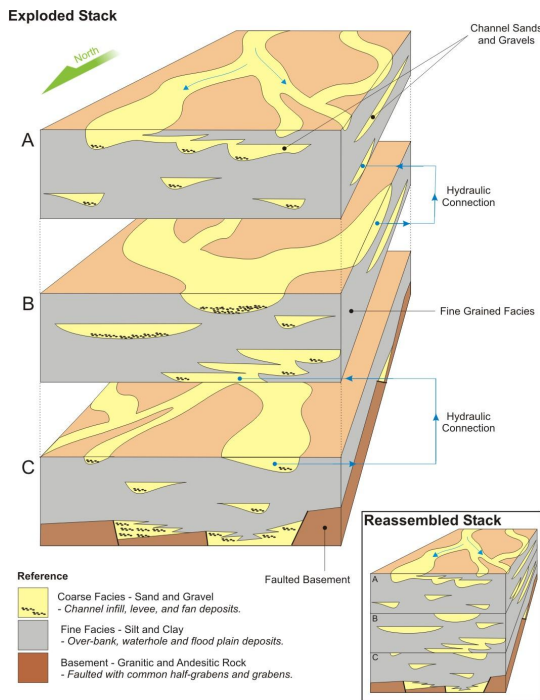 Exploded Stack
North
Channel Sands
and Gravels
A
Hydraulic
Connection
B
Fine Grained Facies
Hydraulic
Connection
C
Faulted Basement
Reference
Coarse Facies - Sand and Gravel
- Channel infill, levee, and fan deposits.
Fine Facies - Silt and Clay
- Over-bank, waterhole and flood plain deposits.
Basement - Granitic and Andesitic Rock
- Faulted with common half-grabens and grabens.
Reassembled Stack
A
B
C